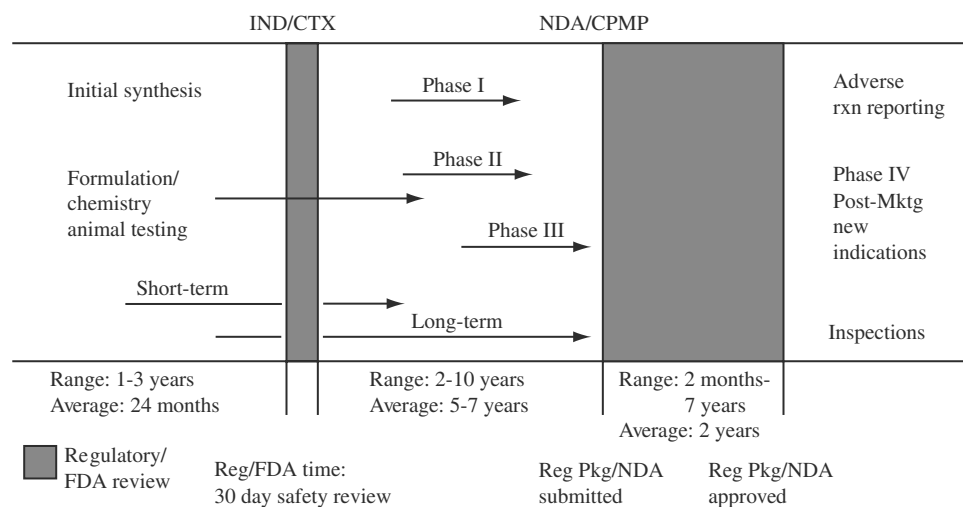 IND/CTX
NDA/CPMP
Initial synthesis
Phase I
Adverse
rxn reporting
Phase II
Formulation/
chemistry
animal testing
Phase IV
Post-Mktg
new
indications
Phase III
Short-term
Long-term
Inspections
Range: 1-3 years
Average: 24 months
Range: 2-10 years
Average: 5-7 years
Range: 2 months-
7 years
Average: 2 years
Regulatory/
FDA review
Reg/FDA time:
30 day safety review
Reg Pkg/NDA
submitted
Reg Pkg/NDA
approved